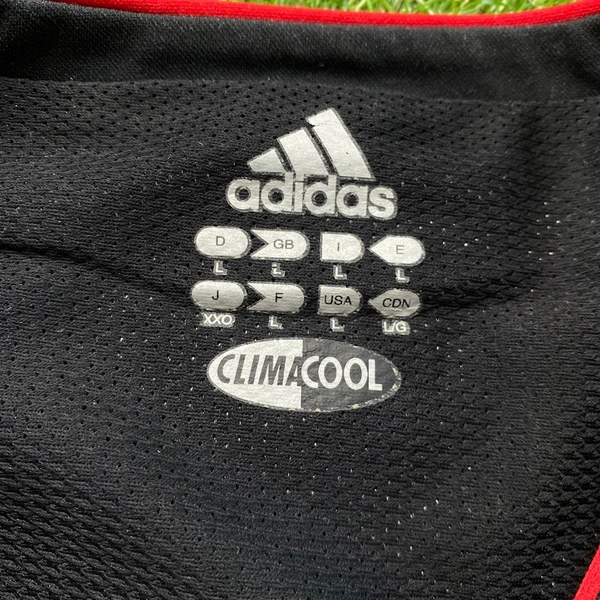 adidas
D GB I E
L L L L
J F USA CDN
XXO L L L/G
CLIMACOOL